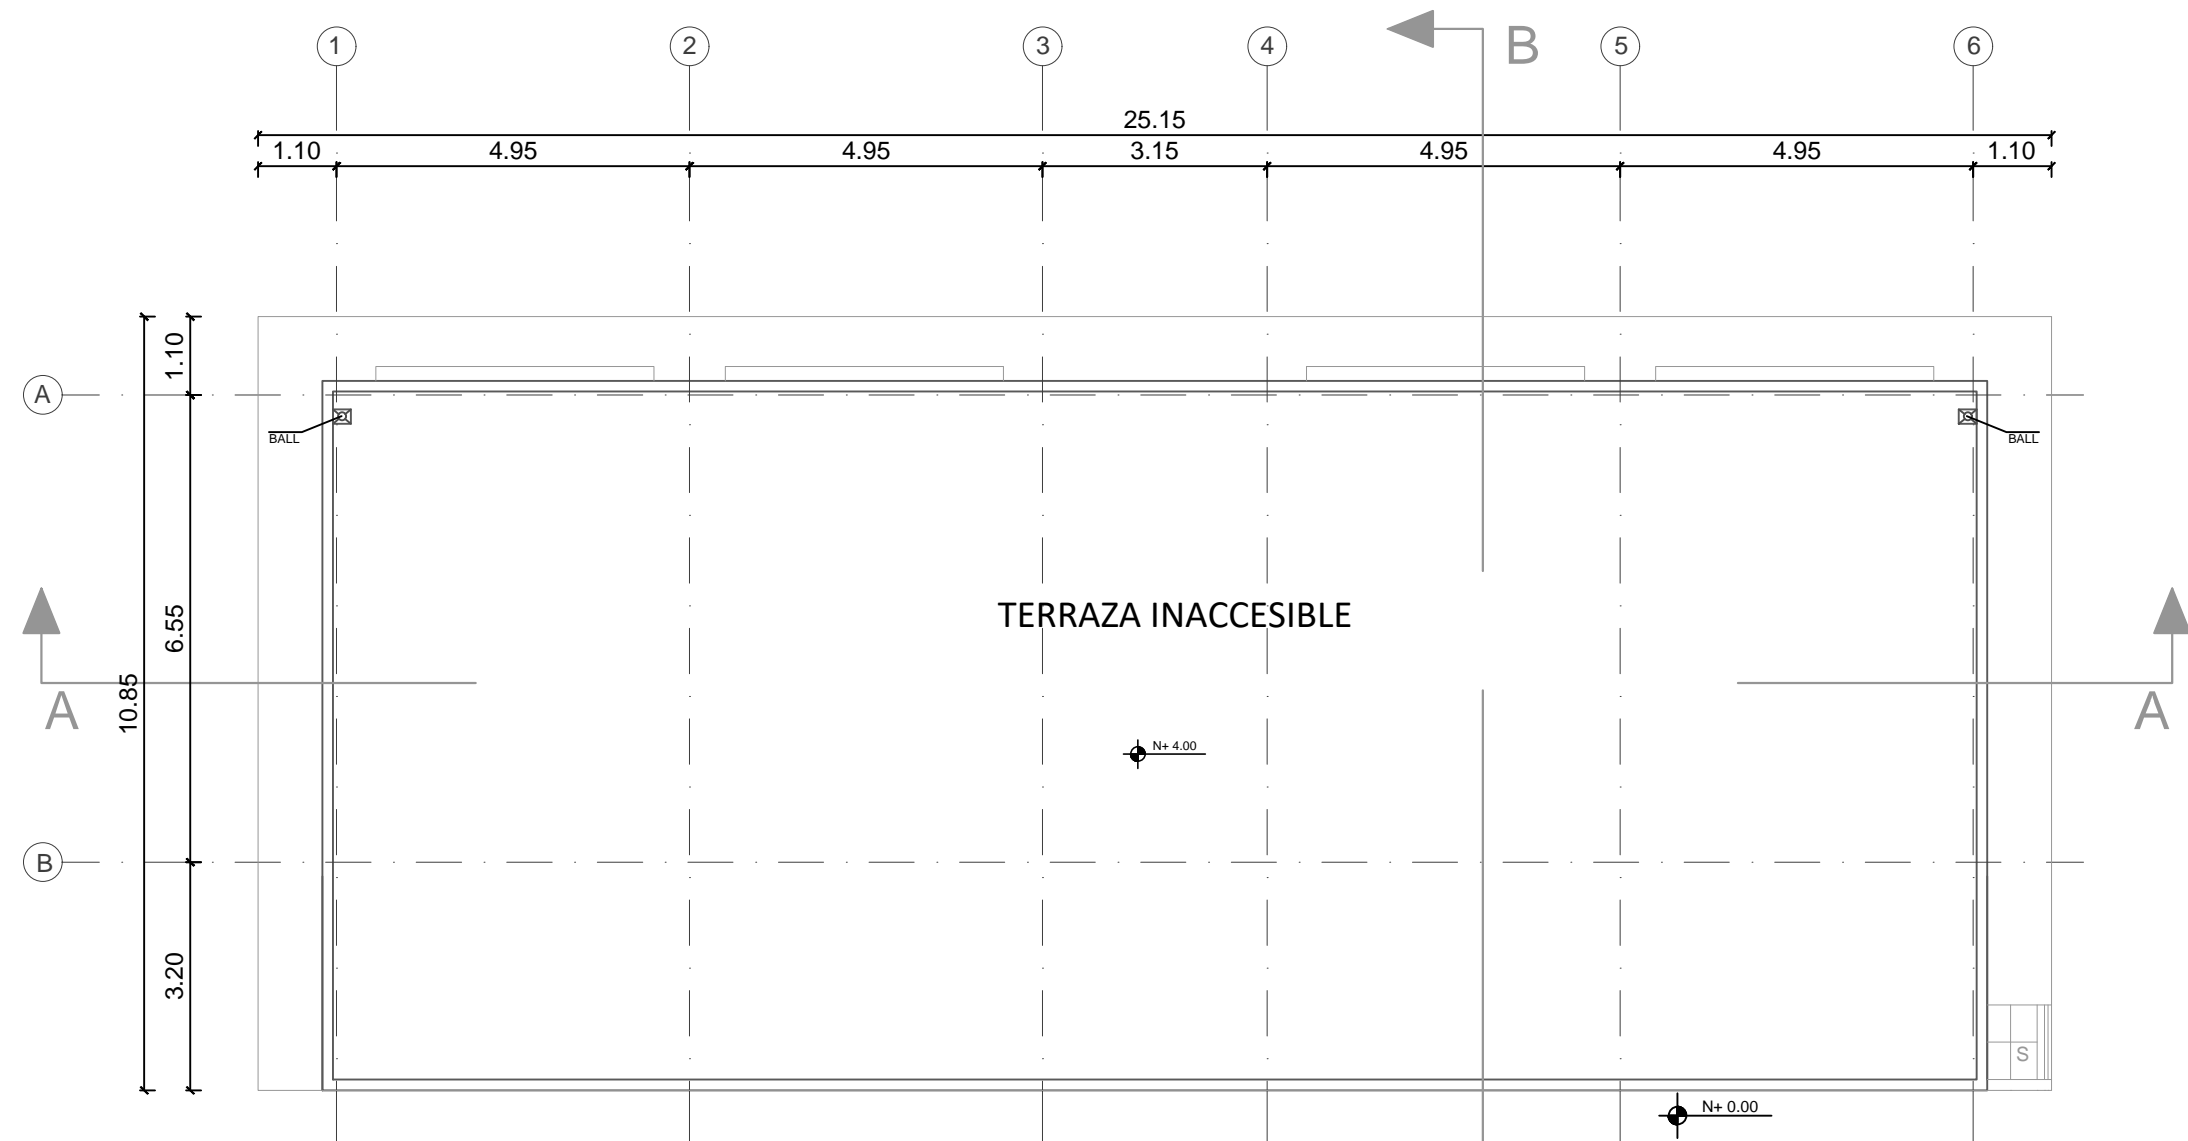 1 2 3 4 B 5 6
25.15
1.10 4.95 4.95 3.15 4.95 4.95 1.10
1.10
A
BALL BALL
6.55
TERRAZA INACCESIBLE
10.85
A A
N+ 4.00
B
3.20
S
N+ 0.00